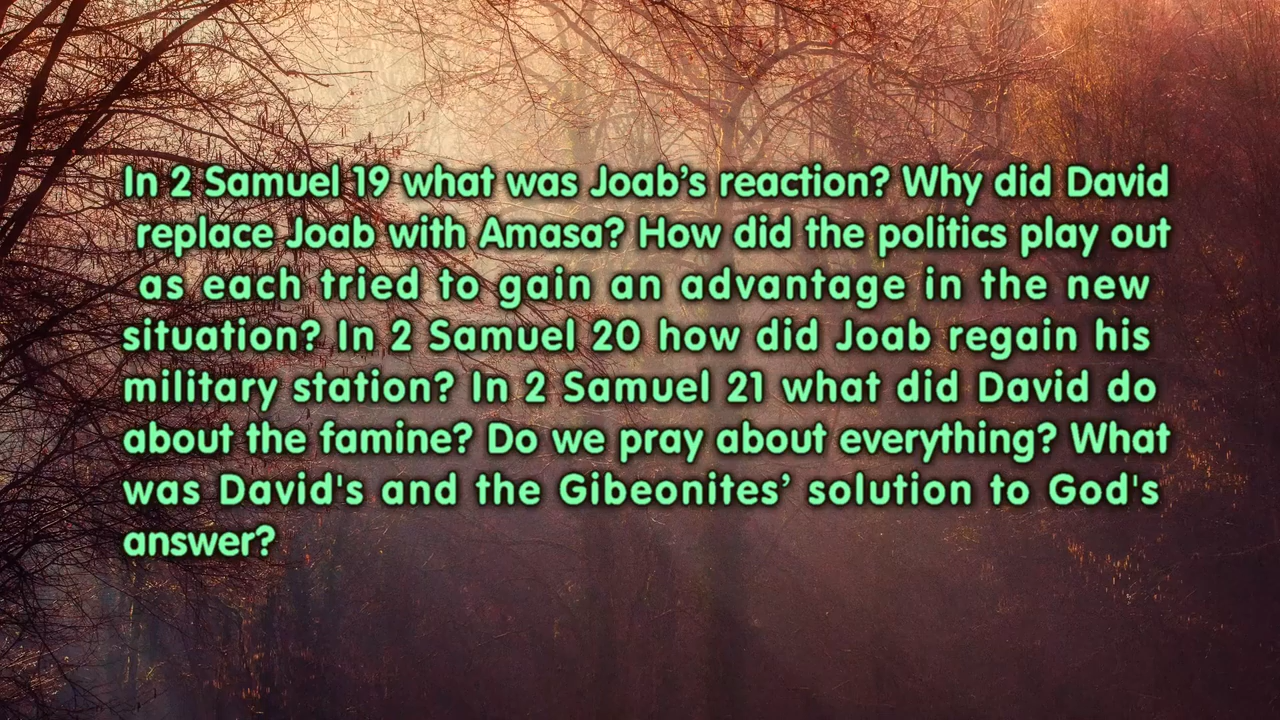 In 2 Samuel 19 what was Joab’s reaction? Why did David
replace Joab with Amasa? How did the politics play out
as each tried to gain an advantage in the new
situation? In 2 Samuel 20 how did Joab regain his
military station? In 2 Samuel 21 what did David do
about the famine? Do we pray about everything? What
was David's and the Gibeonites’ solution to God's
answer?